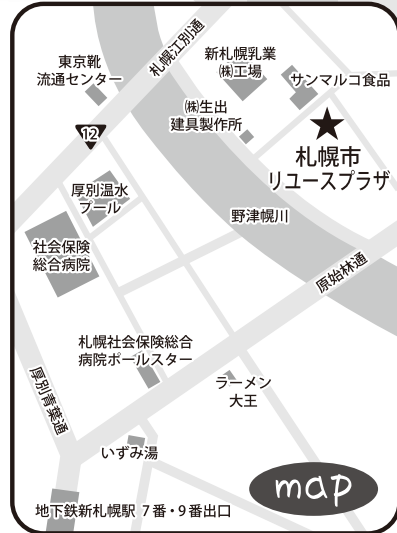 札幌江別通
東京靴
流通センター
新札幌乳業
㈱工場
サンマルコ食品
㈱生出
建具製作所
12
札幌市
リユースプラザ
厚別温水
プール
野津幌川
社会保険
総合病院
原始林通
札幌社会保険総合
病院ポールスター
厚別青葉通
ラーメン
大王
いずみ湯
map
地下鉄新札幌駅 7番・9番出口